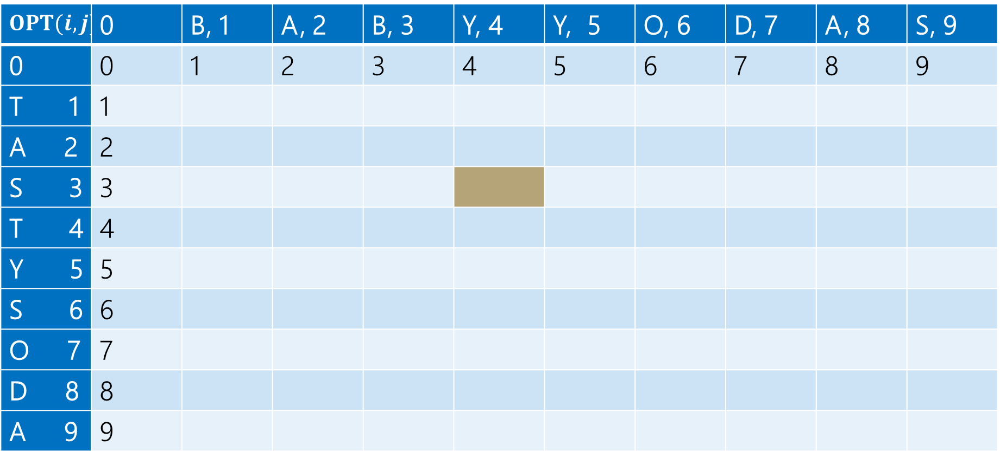 OPT(i,j) 0 B, 1 A, 2 B, 3 Y, 4 Y, 5 O, 6 D, 7 A, 8 S, 9
0 0 1 2 3 4 5 6 7 8 9
T 1 1
A 2 2
S 3 3
T 4 4
Y 5 5
S 6 6
O 7 7
D 8 8
A 9 9